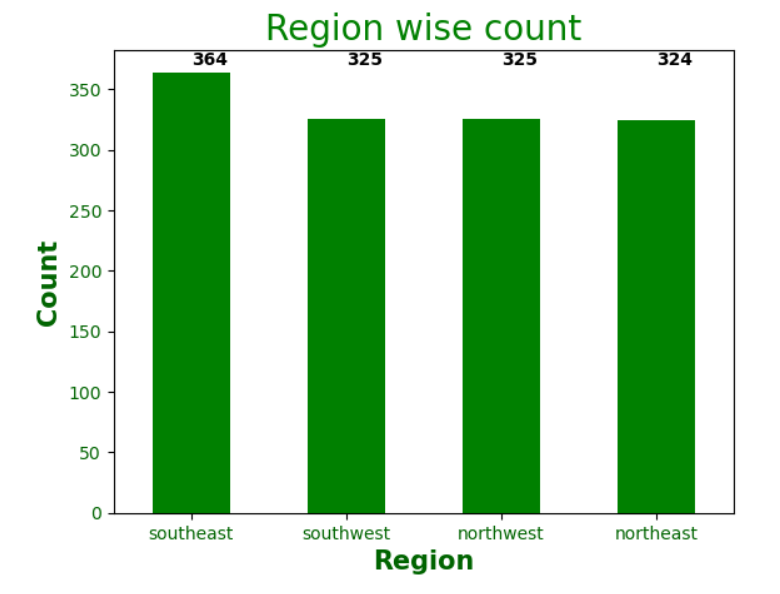 Region wise count
364 325 325 324
350
300
250
200
150
100
50
0
Count
southeast southwest northwest northeast
Region